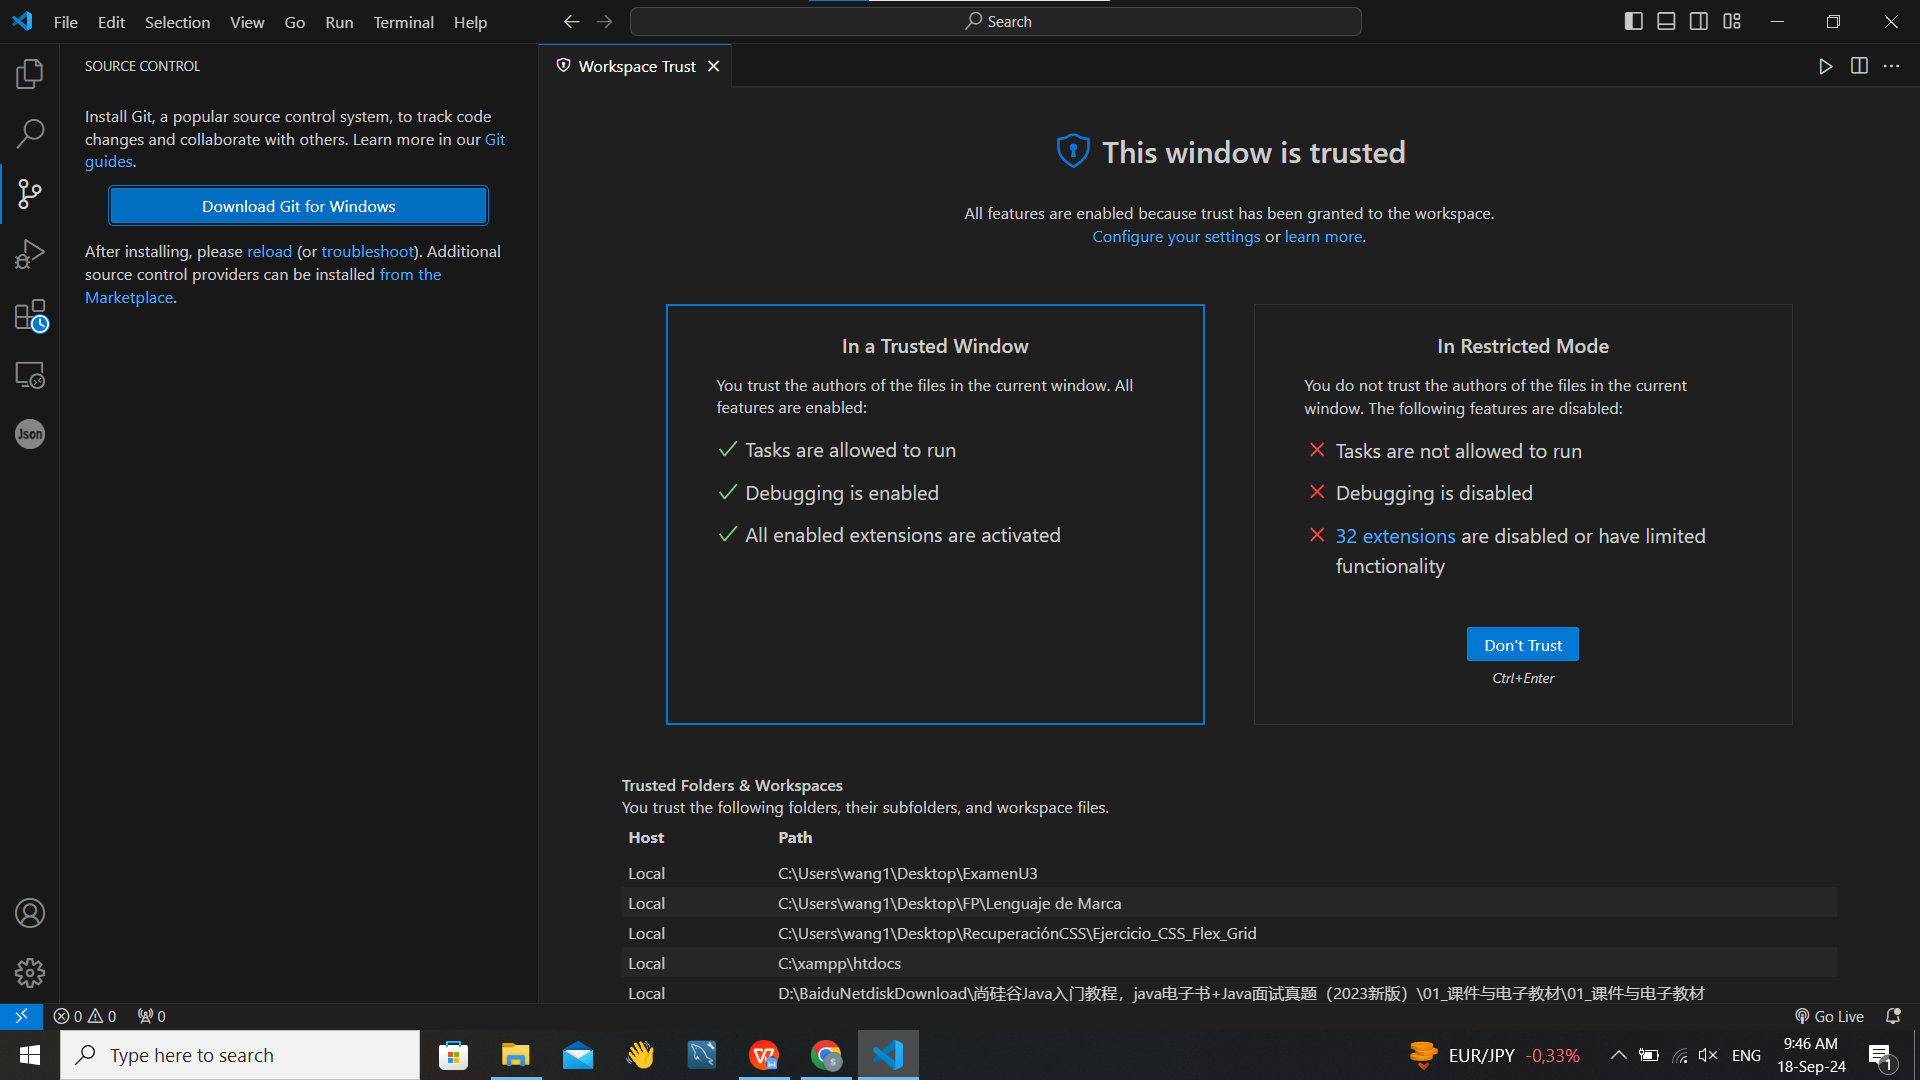 File Edit Selection View Go Run Terminal Help
Search
SOURCE CONTROL
Install Git, a popular source control system, to track code
changes and collaborate with others. Learn more in our Git
guides.
Download Git for Windows
After installing, please reload (or troubleshoot). Additional
source control providers can be installed from the
Marketplace.
Json
Workspace Trust
This window is trusted
All features are enabled because trust has been granted to the workspace.
Configure your settings or learn more.
In a Trusted Window
You trust the authors of the files in the current window. All
features are enabled:
Tasks are allowed to run
Debugging is enabled
All enabled extensions are activated
In Restricted Mode
You do not trust the authors of the files in the current
window. The following features are disabled:
Tasks are not allowed to run
Debugging is disabled
32 extensions are disabled or have limited
functionality
Don't Trust
Ctrl+Enter
Trusted Folders & Workspaces
You trust the following folders, their subfolders, and workspace files.
Host Path
Local C:\Users\wang1\Desktop\ExamenU3
Local C:\Users\wang1\Desktop\FP\Lenguaje de Marca
Local C:\Users\wang1\Desktop\RecuperaciónCSS\Ejercicio_CSS_Flex_Grid
Local C:\xampp\htdocs
Local D:\BaiduNetdiskDownload\尚硅谷Java入门教程，java电子书+Java面试真题（2023新版）\01_课件与电子教材\01_课件与电子教材
0 0 0 Go Live
Type here to search
EUR/JPY -0,33%
ENG
9:46 AM
18-Sep-24
1